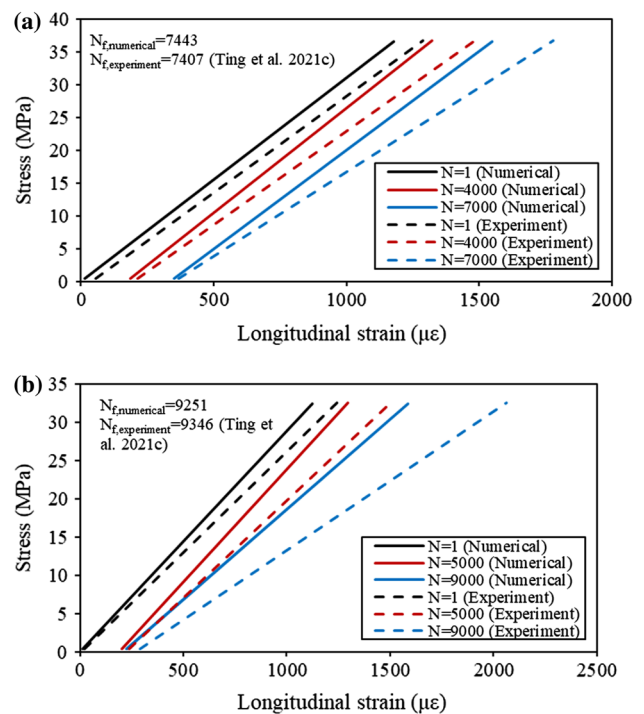 (a)
40
35
30
25
20
15
10
5
0
Stress (MPa)
N_f,numerical=7443
N_f,experiment=7407 (Ting et al. 2021c)
N=1 (Numerical)
N=4000 (Numerical)
N=7000 (Numerical)
N=1 (Experiment)
N=4000 (Experiment)
N=7000 (Experiment)
0 500 1000 1500 2000
Longitudinal strain (με)
(b)
35
30
25
20
15
10
5
0
Stress (MPa)
N_f,numerical=9251
N_f,experiment=9346 (Ting et
al. 2021c)
N=1 (Numerical)
N=5000 (Numerical)
N=9000 (Numerical)
N=1 (Experiment)
N=5000 (Experiment)
N=9000 (Experiment)
0 500 1000 1500 2000 2500
Longitudinal strain (με)